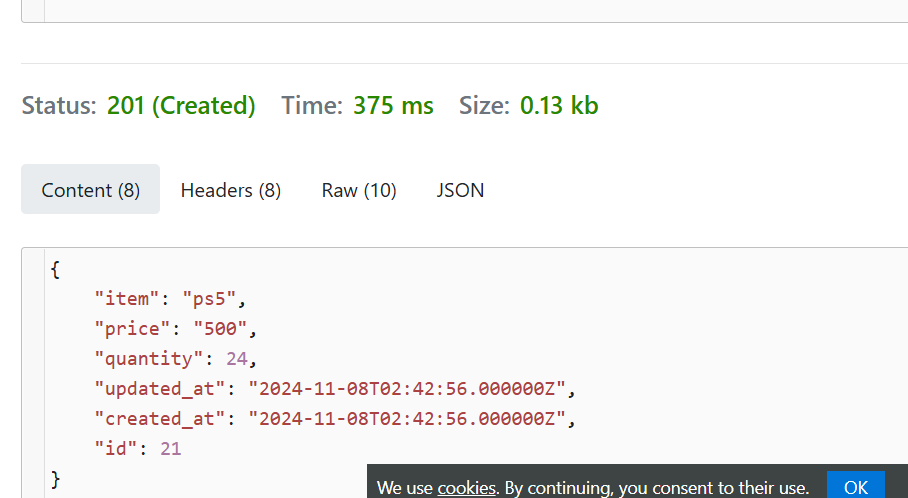 Status: 201 (Created) Time: 375 ms Size: 0.13 kb
Content (8) Headers (8) Raw (10) JSON
{
    "item": "ps5",
    "price": "500",
    "quantity": 24,
    "updated_at": "2024-11-08T02:42:56.000000Z",
    "created_at": "2024-11-08T02:42:56.000000Z",
    "id": 21
}
We use cookies. By continuing, you consent to their use. OK